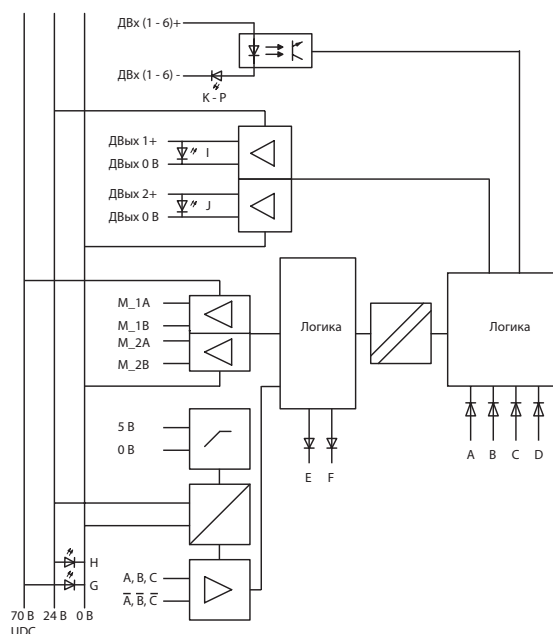 ДВх (1 - 6)+
ДВх (1 - 6) -
K - P
ДВых 1+
I
ДВых 0 В
ДВых 2+
J
ДВых 0 В
M_1A
M_1B
M_2A
M_2B
Логика
Логика
A B C D
5 В
0 В
E F
H
A, B, C
G
A̅, B̅, C̅
70 В 24 В 0 В
UDC